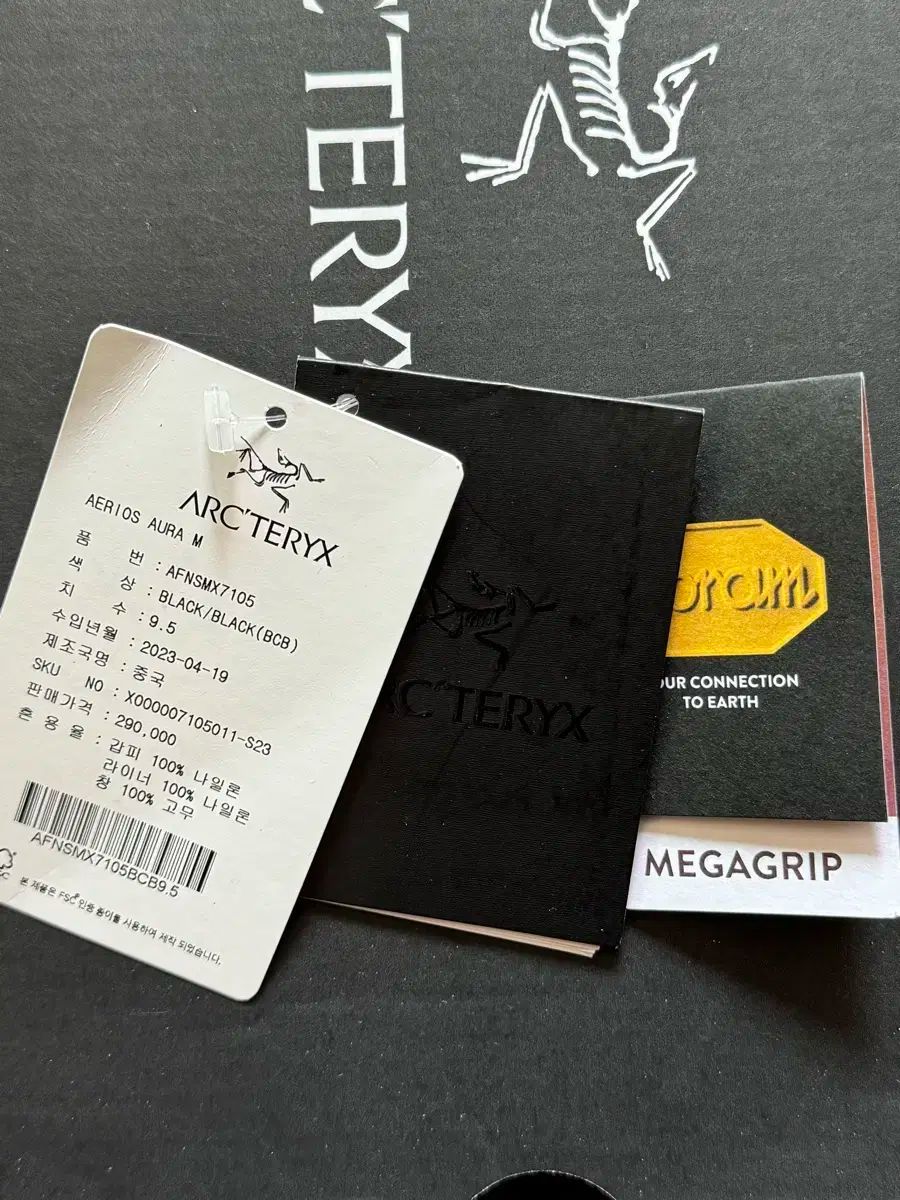 C'TERYX
ARC'TERYX
AERIOS AURA M
품 번 : AFNSMX7105
색 상 : BLACK/BLACK(BCB)
치 수 : 9.5
수입년월 : 2023-04-19
제조국명 : 중국
SKU NO : X000007105011-S23
판매가격 : 290,000
혼 용 율 : 갑피 100% 나일론
라이너 100% 나일론
창 100% 고무
AFNSMX7105BCB9.5
본 제품은 FSC® 인증 종이를 사용하여 제작 되었습니다.
ARC'TERYX
OUR CONNECTION
TO EARTH
MEGAGRIP